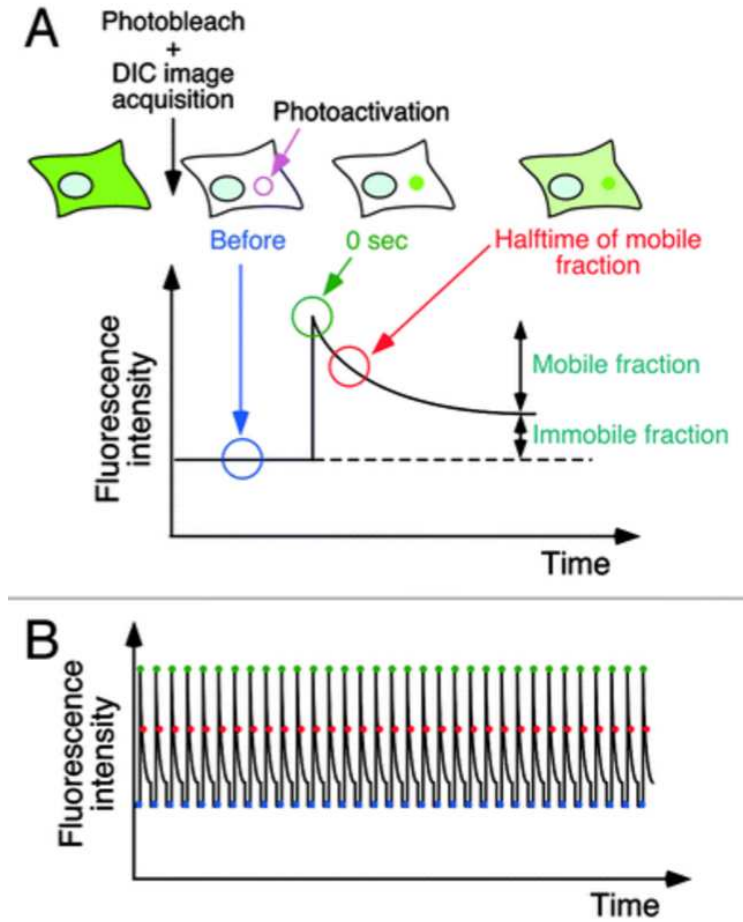 A
Photobleach
+
DIC image
acquisition
Photoactivation
Before
0 sec
Halftime of mobile
fraction
Fluorescence
intensity
Mobile fraction
Immobile fraction
Time
B
Fluorescence
intensity
Time